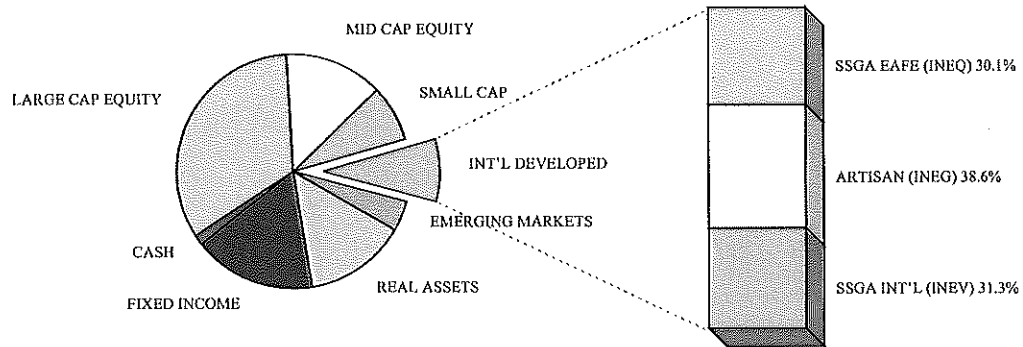 MID CAP EQUITY
LARGE CAP EQUITY
SMALL CAP
INT'L DEVELOPED
EMERGING MARKETS
REAL ASSETS
FIXED INCOME
CASH
SSGA EAFE (INEQ) 30.1%
ARTISAN (INEG) 38.6%
SSGA INT'L (INEV) 31.3%